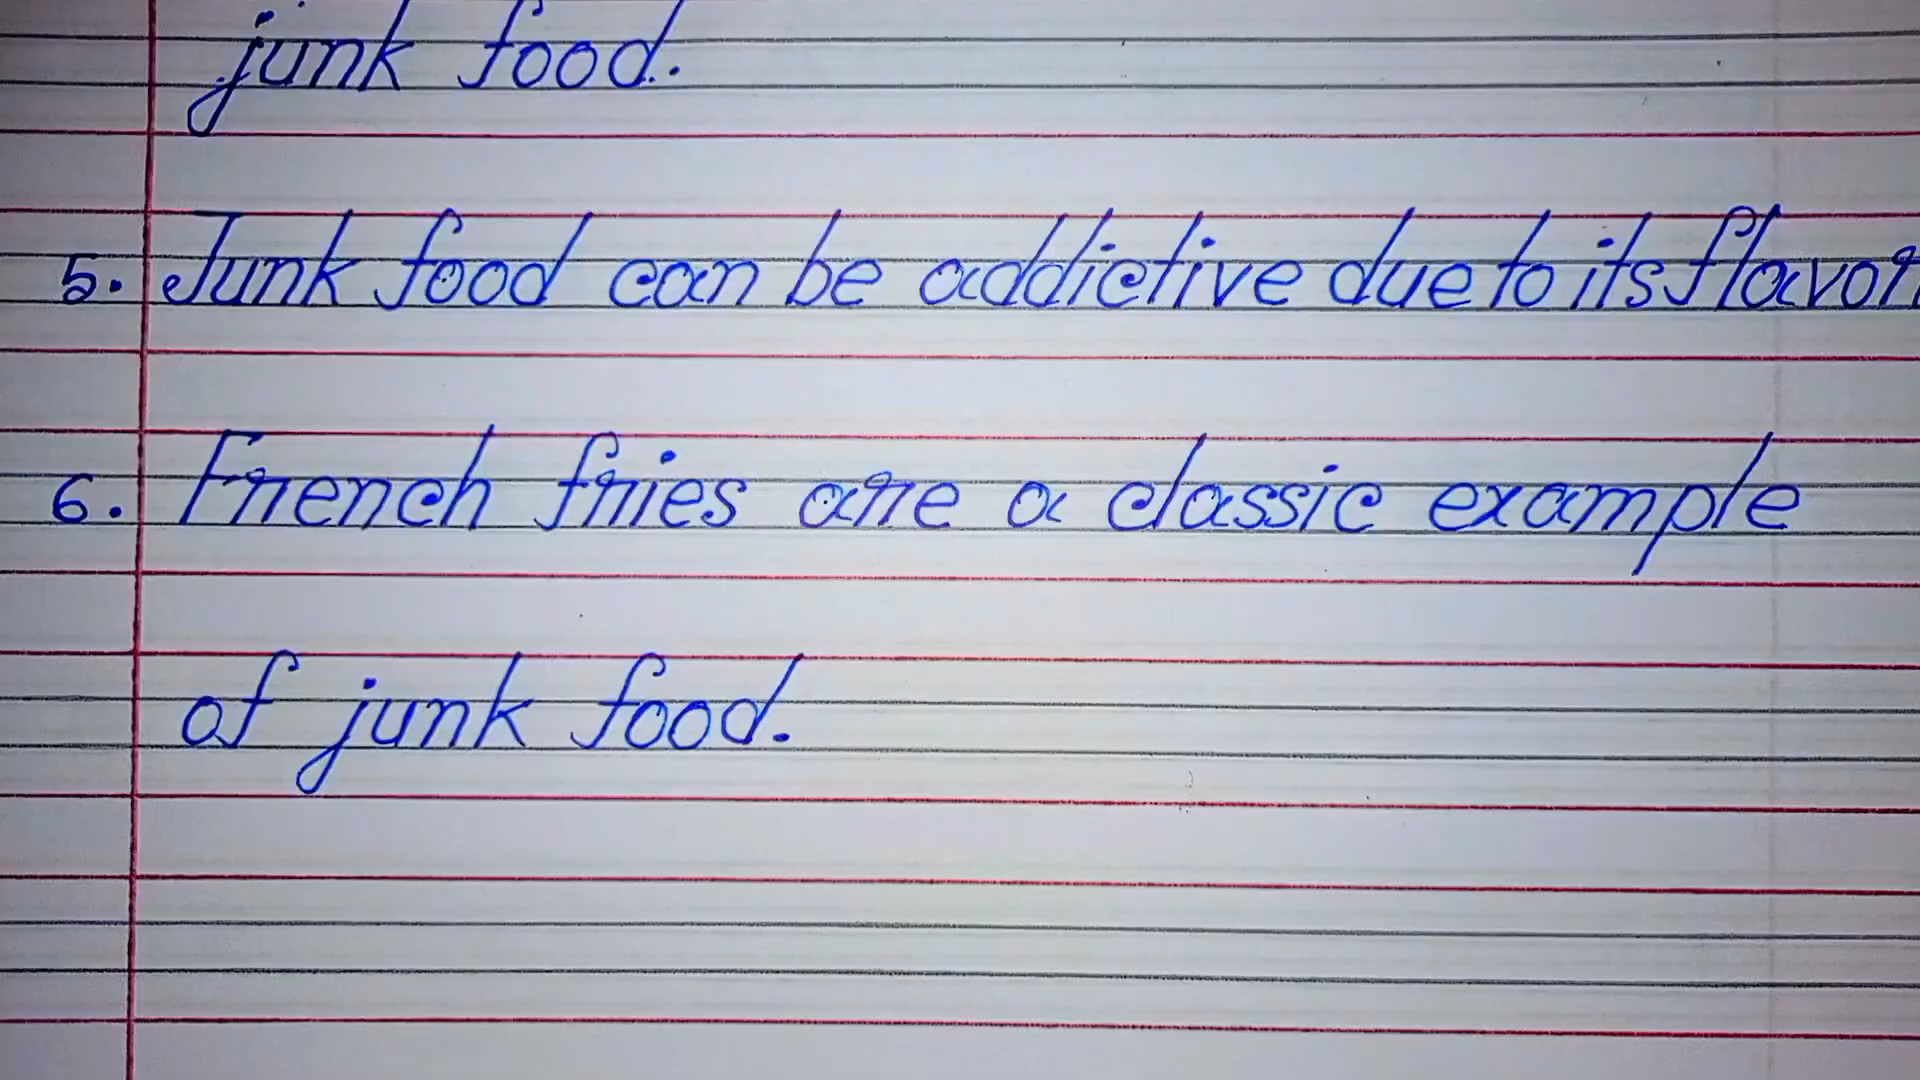 junk food.
5. Junk food can be addictive due to its flavor.
6. French fries are a classic example
of junk food.